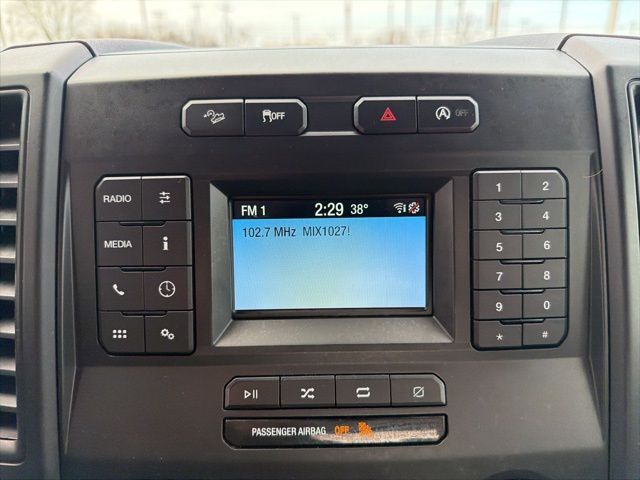 OFF
A OFF
RADIO
MEDIA
i
FM 1 2:29 38°
102.7 MHz MIX1027!
1 2
3 4
5 6
7 8
9 0
* #
PASSENGER AIRBAG OFF